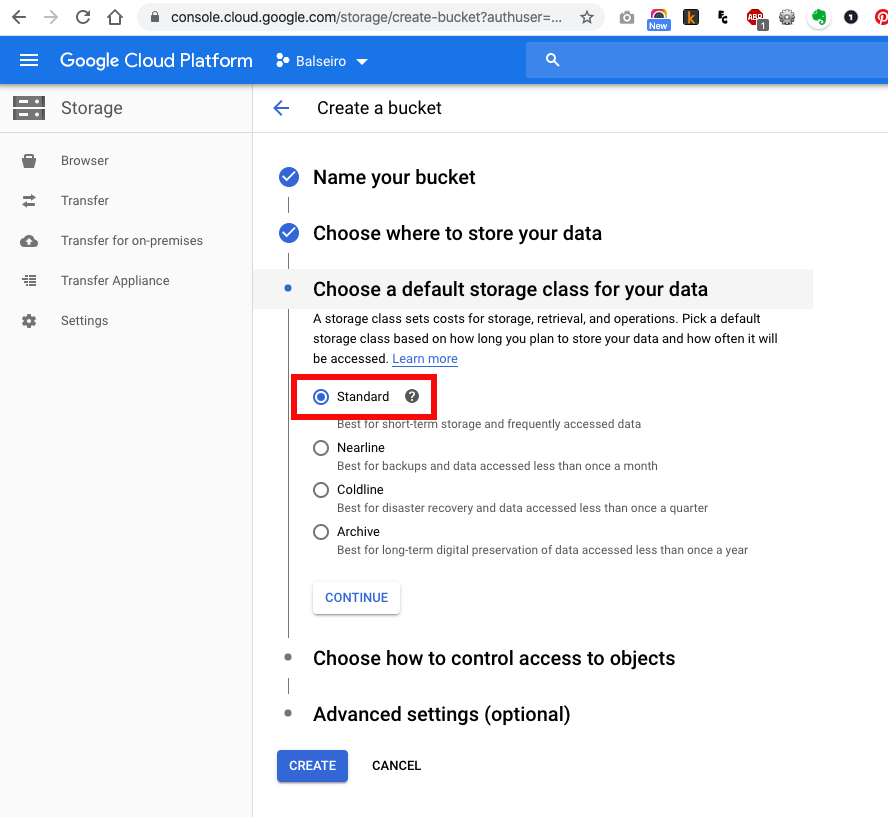 console.cloud.google.com/storage/create-bucket?authuser=...
New
k
ABP
1
1
Google Cloud Platform
Balseiro
Storage
Create a bucket
Browser
Transfer
Transfer for on-premises
Transfer Appliance
Settings
Name your bucket
Choose where to store your data
Choose a default storage class for your data
A storage class sets costs for storage, retrieval, and operations. Pick a default
storage class based on how long you plan to store your data and how often it will
be accessed. Learn more
Standard ?
Best for short-term storage and frequently accessed data
Nearline
Best for backups and data accessed less than once a month
Coldline
Best for disaster recovery and data accessed less than once a quarter
Archive
Best for long-term digital preservation of data accessed less than once a year
CONTINUE
Choose how to control access to objects
Advanced settings (optional)
CREATE CANCEL